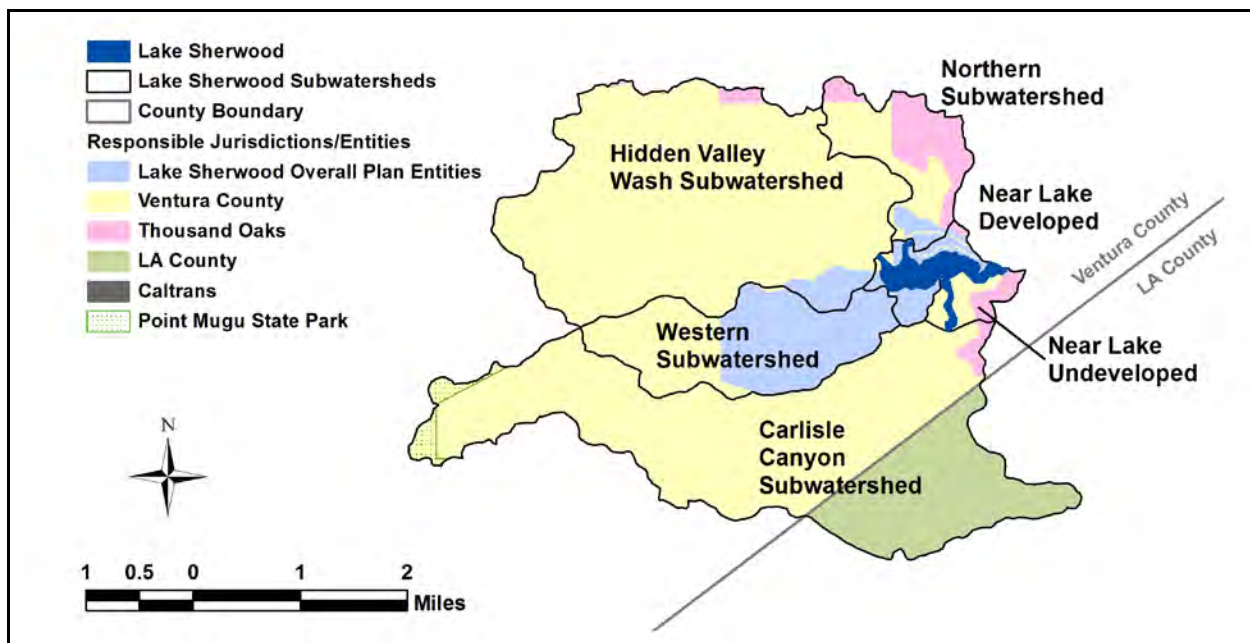 Lake Sherwood
Lake Sherwood Subwatersheds
County Boundary
Responsible Jurisdictions/Entities
Lake Sherwood Overall Plan Entities
Ventura County
Thousand Oaks
LA County
Caltrans
Point Mugu State Park
Northern
Subwatershed
Hidden Valley
Wash Subwatershed
Near Lake
Developed
Ventura County
LA County
Western
Subwatershed
Near Lake
Undeveloped
Carlisle
Canyon
Subwatershed
N
1 0.5 0 1 2
Miles